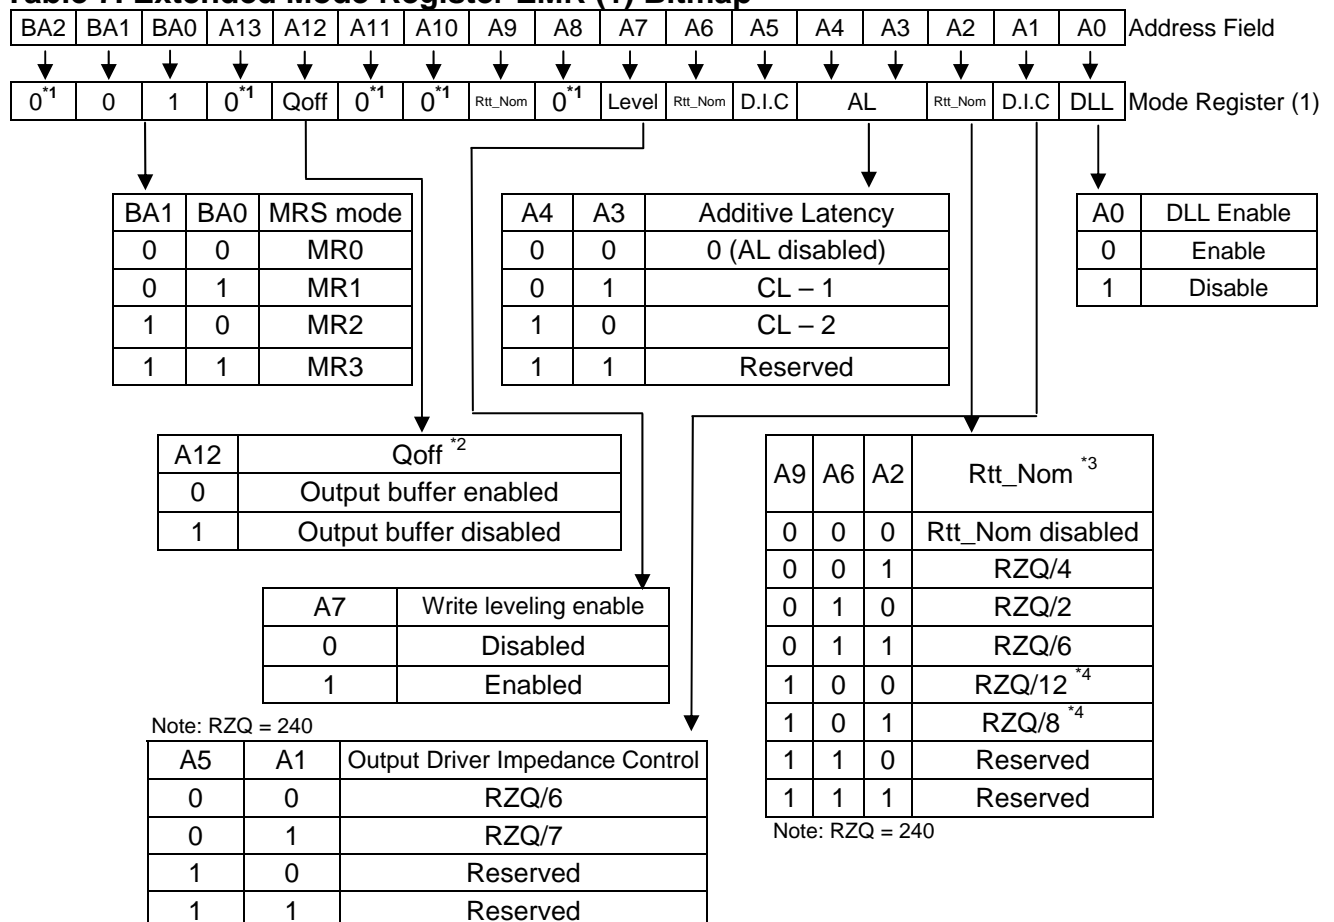 Table 7. Extended Mode Register EMR (1) Bitmap
BA2 BA1 BA0 A13 A12 A11 A10 A9 A8 A7 A6 A5 A4 A3 A2 A1 A0 Address Field
0*1 0 1 0*1 Qoff 0*1 0*1 Rtt_Nom 0*1 Level Rtt_Nom D.I.C AL Rtt_Nom D.I.C DLL Mode Register (1)
BA1 BA0 MRS mode
0 0 MR0
0 1 MR1
1 0 MR2
1 1 MR3
A4 A3 Additive Latency
0 0 0 (AL disabled)
0 1 CL – 1
1 0 CL – 2
1 1 Reserved
A0 DLL Enable
0 Enable
1 Disable
A12 Qoff *2
0 Output buffer enabled
1 Output buffer disabled
A9 A6 A2 Rtt_Nom *3
0 0 0 Rtt_Nom disabled
0 0 1 RZQ/4
0 1 0 RZQ/2
0 1 1 RZQ/6
1 0 0 RZQ/12 *4
1 0 1 RZQ/8 *4
1 1 0 Reserved
1 1 1 Reserved
Note: RZQ = 240
A7 Write leveling enable
0 Disabled
1 Enabled
Note: RZQ = 240
A5 A1 Output Driver Impedance Control
0 0 RZQ/6
0 1 RZQ/7
1 0 Reserved
1 1 Reserved